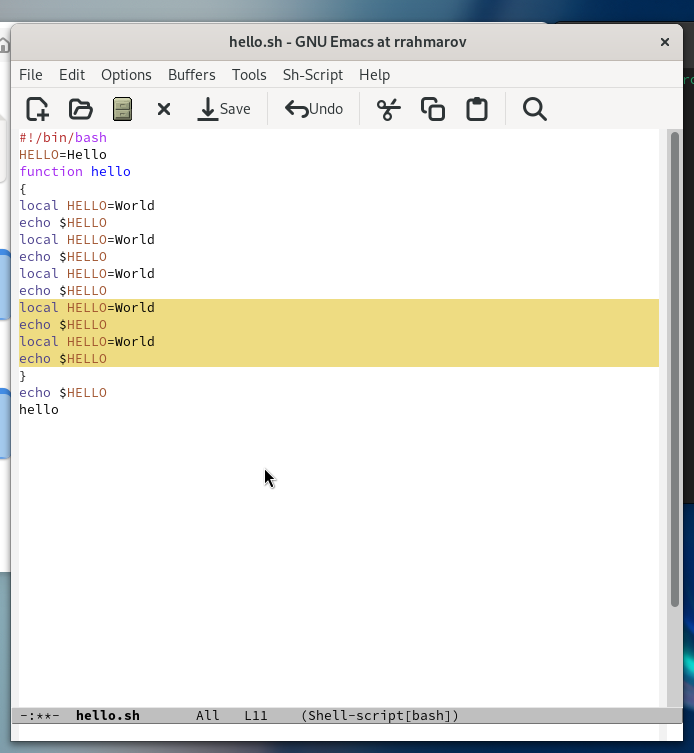 hello.sh - GNU Emacs at rrahmarov
File Edit Options Buffers Tools Sh-Script Help
Save Undo
#!/bin/bash
HELLO=Hello
function hello
{
local HELLO=World
echo $HELLO
local HELLO=World
echo $HELLO
local HELLO=World
echo $HELLO
local HELLO=World
echo $HELLO
local HELLO=World
echo $HELLO
}
echo $HELLO
hello
-:**- hello.sh All L11 (Shell-script[bash])